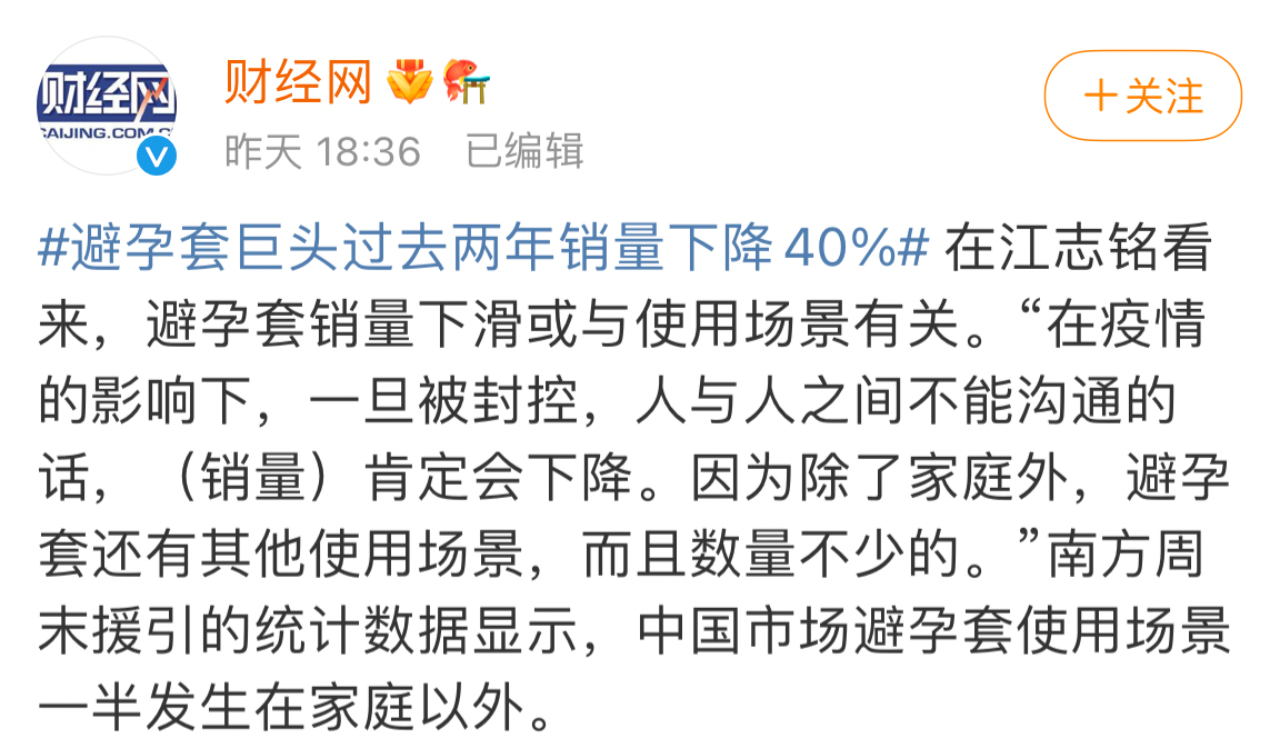 财经网
CAIJING.COM.C
财经网
昨天 18:36 已编辑
+关注
#避孕套巨头过去两年销量下降40%# 在江志铭看
来，避孕套销量下滑或与使用场景有关。“在疫情
的影响下，一旦被封控，人与人之间不能沟通的
话，（销量）肯定会下降。因为除了家庭外，避孕
套还有其他使用场景，而且数量不少的。”南方周
末援引的统计数据显示，中国市场避孕套使用场景
一半发生在家庭以外。